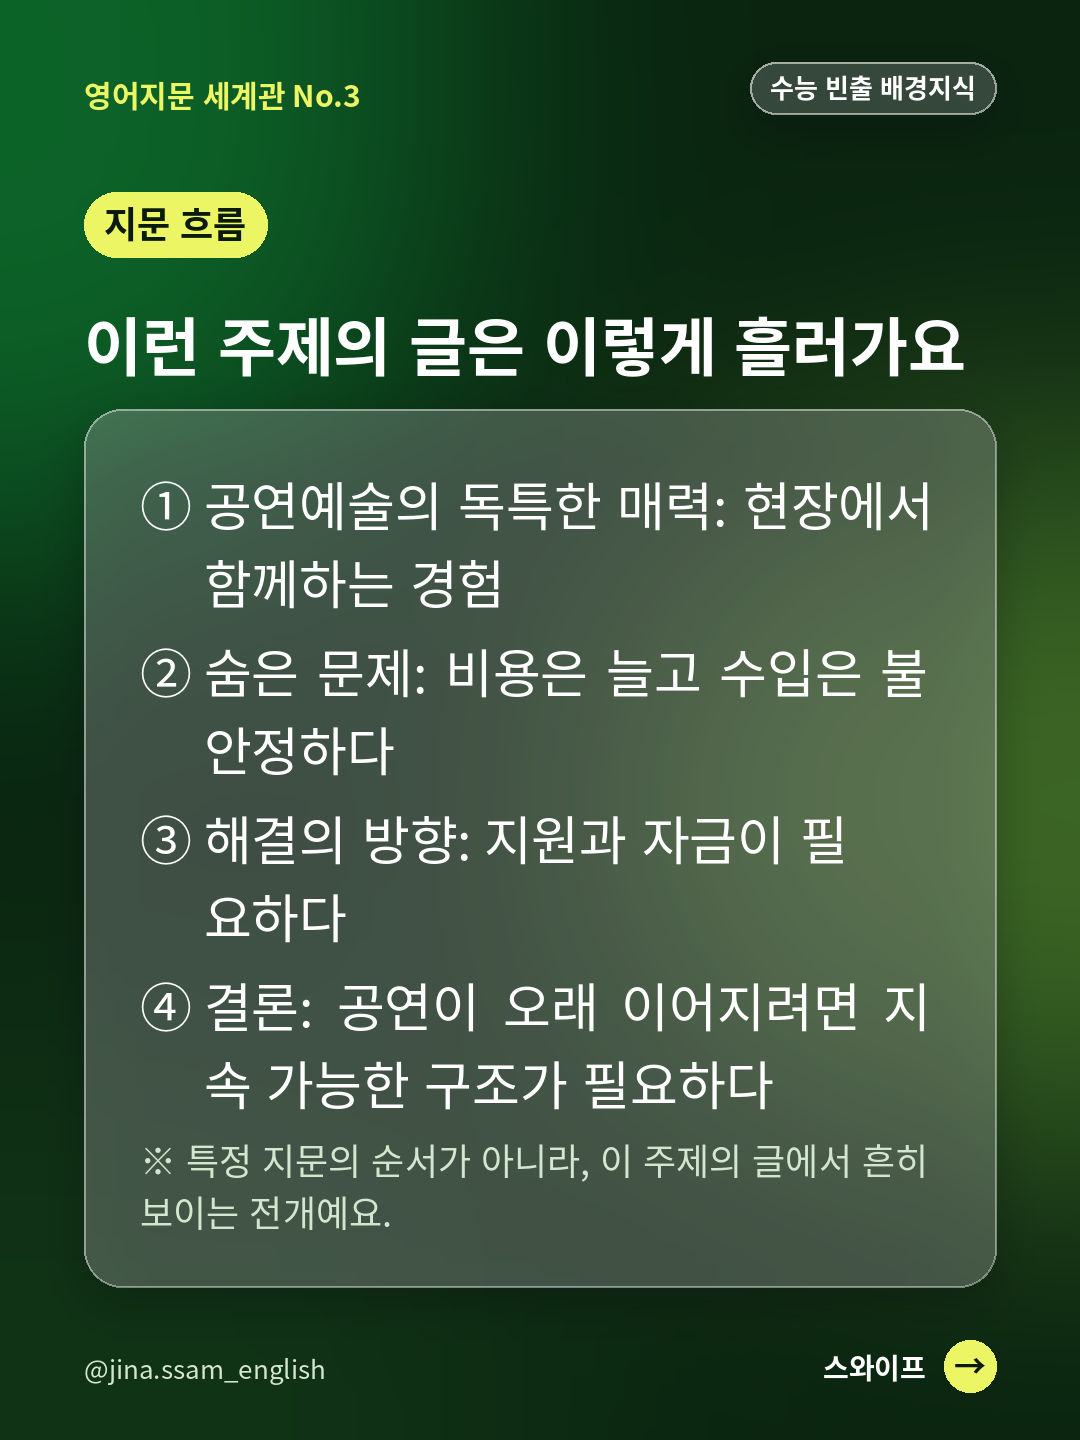 영어지문 세계관 No.3
수능 빈출 배경지식
지문 흐름
이런 주제의 글은 이렇게 흘러가요
① 공연예술의 독특한 매력: 현장에서
함께하는 경험
② 숨은 문제: 비용은 늘고 수입은 불
안정하다
③ 해결의 방향: 지원과 자금이 필
요하다
④ 결론: 공연이 오래 이어지려면 지
속 가능한 구조가 필요하다
※ 특정 지문의 순서가 아니라, 이 주제의 글에서 흔히
보이는 전개예요.
@jina.ssam_english
스와이프 →